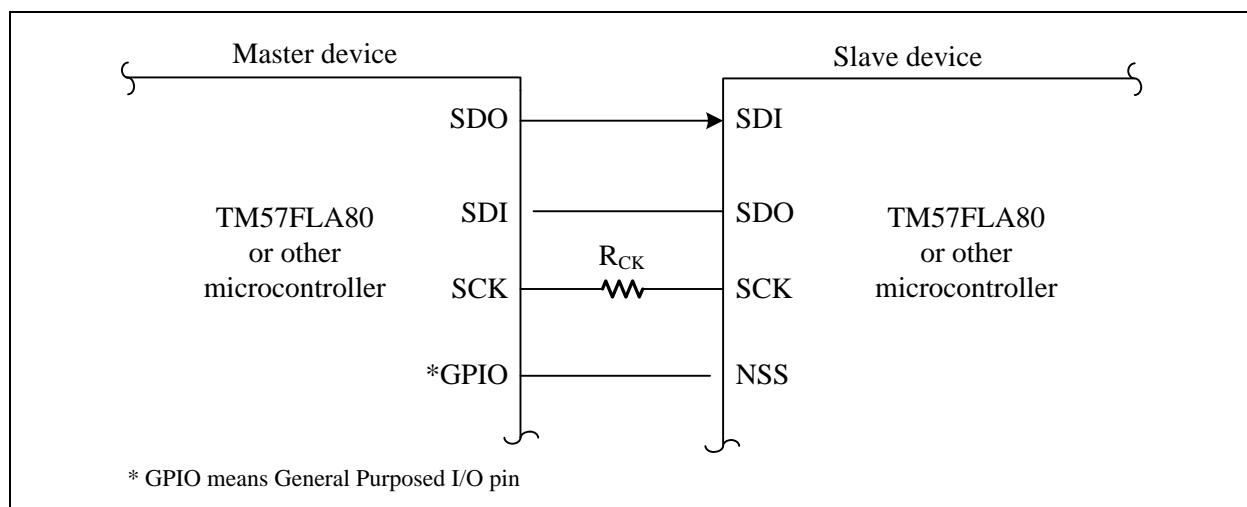 Master device
Slave device
SDO
SDI
SDI
SDO
TM57FLA80
or other
microcontroller
TM57FLA80
or other
microcontroller
RCK
SCK
SCK
*GPIO
NSS
* GPIO means General Purposed I/O pin